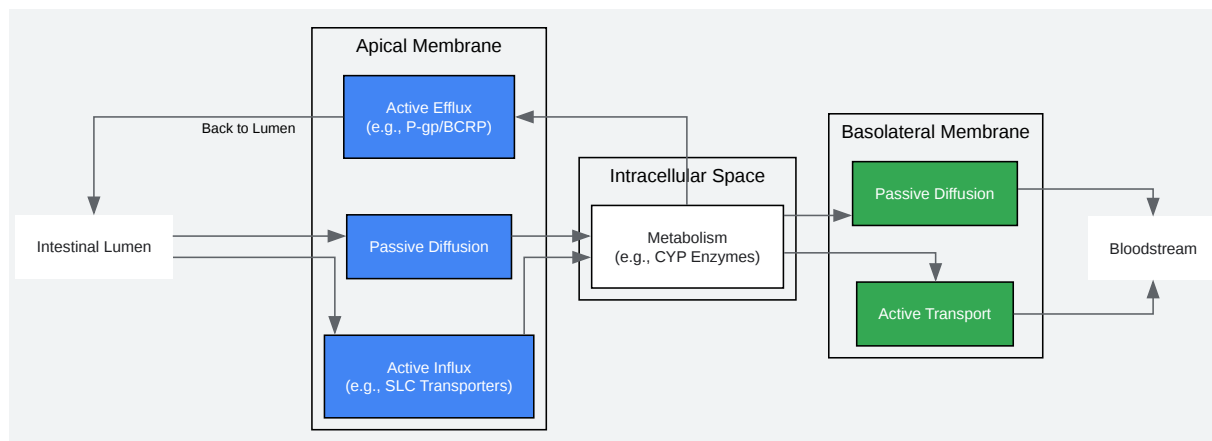 Apical Membrane
Active Efflux
(e.g., P-gp/BCRP)
Back to Lumen
Basolateral Membrane
Intracellular Space
Passive Diffusion
Intestinal Lumen
Passive Diffusion
Metabolism
(e.g., CYP Enzymes)
Bloodstream
Active Transport
Active Influx
(e.g., SLC Transporters)